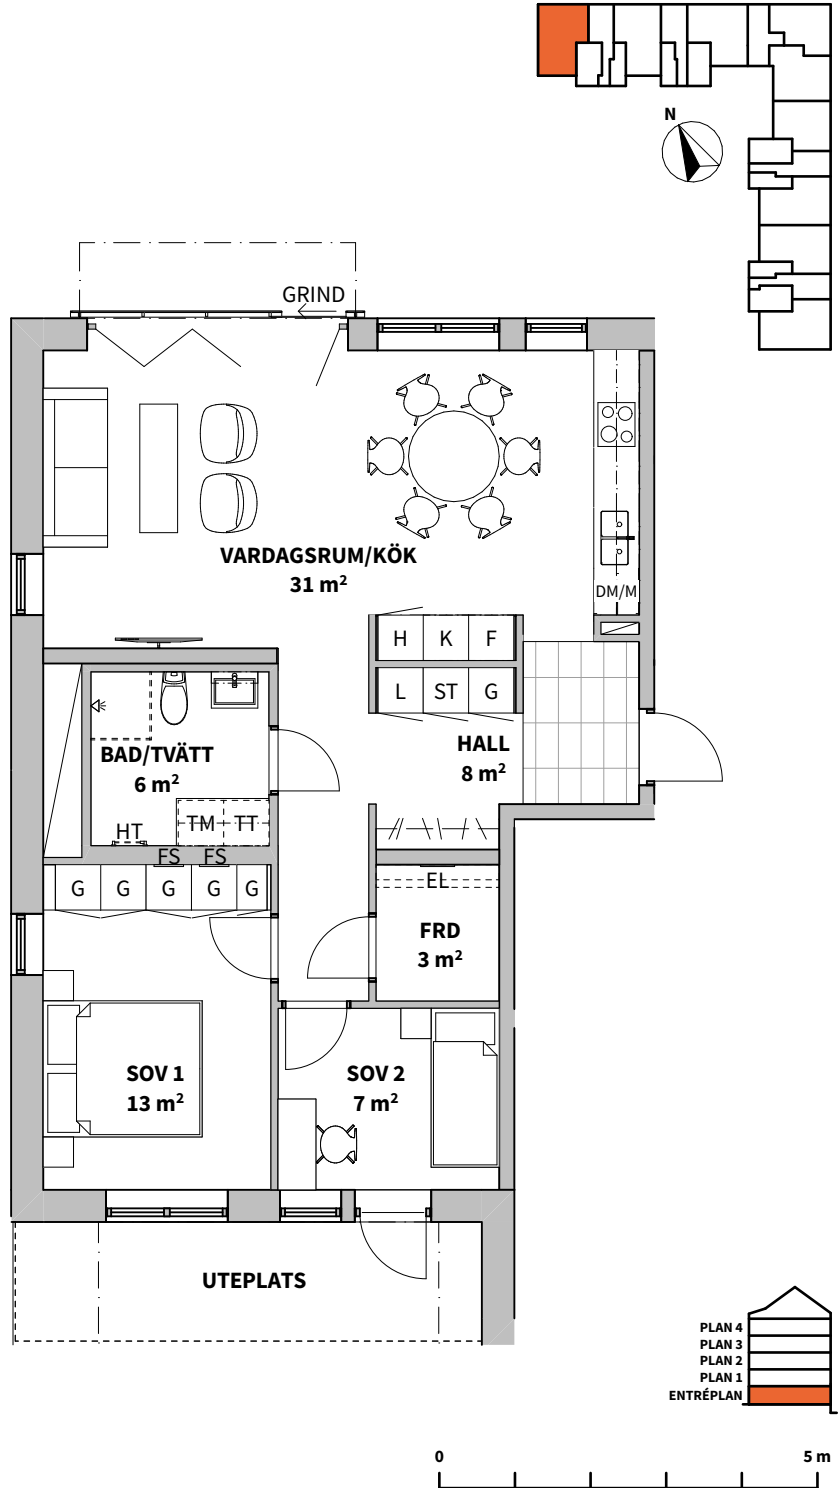 N
GRIND
VARDAGSRUM/KÖK
31 m²
DM/M
H K F
L ST G
HALL
8 m²
BAD/TVÄTT
6 m²
HT
TM TT
FS FS
G G G G G
EL
FRD
3 m²
SOV 1
13 m²
SOV 2
7 m²
UTEPLATS
PLAN 4
PLAN 3
PLAN 2
PLAN 1
ENTRÉPLAN
0 5 m